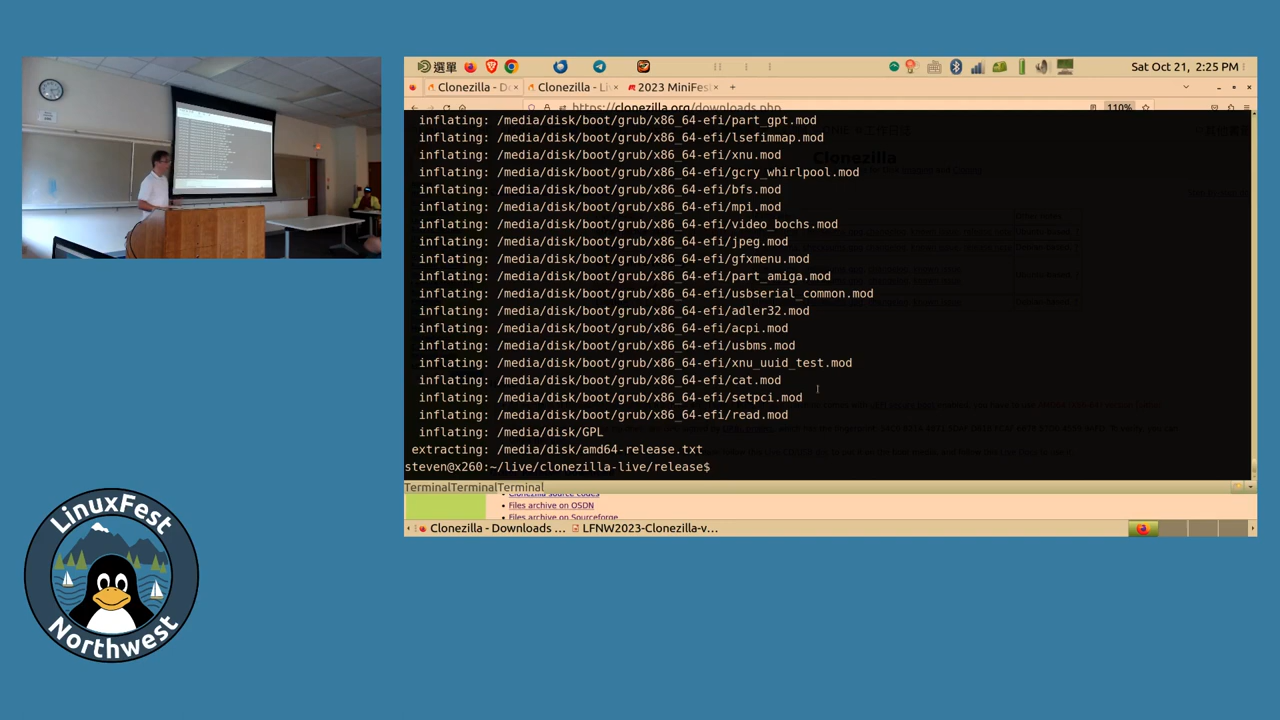 選單
Sat Oct 21, 2:25 PM
Clonezilla - D
Clonezilla - Li
2023 MiniFes
https://clonezilla.org/downloads.php
110%
inflating: /media/disk/boot/grub/x86_64-efi/part_gpt.mod
inflating: /media/disk/boot/grub/x86_64-efi/lsefimmap.mod
inflating: /media/disk/boot/grub/x86_64-efi/xnu.mod
inflating: /media/disk/boot/grub/x86_64-efi/gcry_whirlpool.mod
inflating: /media/disk/boot/grub/x86_64-efi/bfs.mod
inflating: /media/disk/boot/grub/x86_64-efi/mpi.mod
inflating: /media/disk/boot/grub/x86_64-efi/video_bochs.mod
inflating: /media/disk/boot/grub/x86_64-efi/jpeg.mod
inflating: /media/disk/boot/grub/x86_64-efi/gfxmenu.mod
inflating: /media/disk/boot/grub/x86_64-efi/part_amiga.mod
inflating: /media/disk/boot/grub/x86_64-efi/usbserial_common.mod
inflating: /media/disk/boot/grub/x86_64-efi/adler32.mod
inflating: /media/disk/boot/grub/x86_64-efi/acpi.mod
inflating: /media/disk/boot/grub/x86_64-efi/usbms.mod
inflating: /media/disk/boot/grub/x86_64-efi/xnu_uuid_test.mod
inflating: /media/disk/boot/grub/x86_64-efi/cat.mod
inflating: /media/disk/boot/grub/x86_64-efi/setpci.mod
inflating: /media/disk/boot/grub/x86_64-efi/read.mod
inflating: /media/disk/GPL
extracting: /media/disk/amd64-release.txt
steven@x260:~/live/clonezilla-live/release$
Clonezilla
TerminalTerminalTerminal
Clonezilla source codes
Files archive on OSDN
Files archive on Sourceforge
Clonezilla - Downloads ...
LFNW2023-Clonezilla-v...
LinuxFest
Northwest